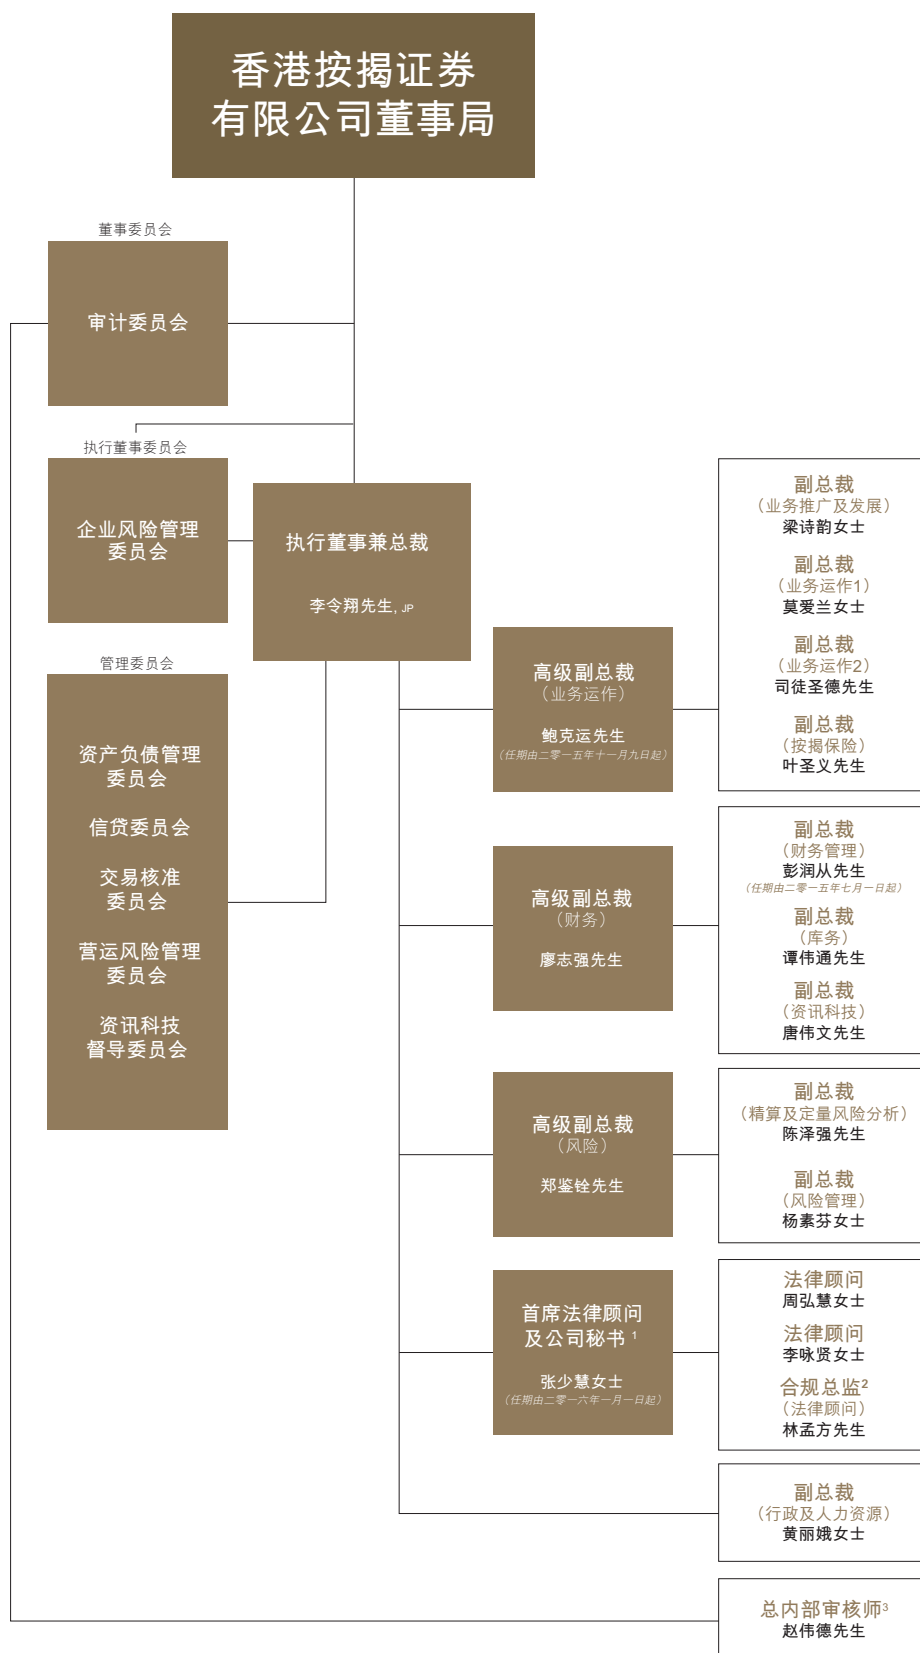 香港按揭证券
有限公司董事局
董事委员会
审计委员会
执行董事委员会
企业风险管理
委员会
执行董事兼总裁
李令翔先生, JP
管理委员会
资产负债管理
委员会
信贷委员会
交易核准
委员会
营运风险管理
委员会
资讯科技
督导委员会
高级副总裁
（业务运作）
鲍克运先生
（任期由二零一五年十一月九日起）
副总裁
（业务推广及发展）
梁诗韵女士
副总裁
（业务运作1）
莫爱兰女士
副总裁
（业务运作2）
司徒圣德先生
副总裁
（按揭保险）
叶圣义先生
高级副总裁
（财务）
廖志强先生
副总裁
（财务管理）
彭润从先生
（任期由二零一五年七月一日起）
副总裁
（库务）
谭伟通先生
副总裁
（资讯科技）
唐伟文先生
高级副总裁
（风险）
郑鉴铨先生
副总裁
（精算及定量风险分析）
陈泽强先生
副总裁
（风险管理）
杨素芬女士
首席法律顾问
及公司秘书 1
张少慧女士
（任期由二零一六年一月一日起）
法律顾问
周弘慧女士
法律顾问
李咏贤女士
合规总监2
（法律顾问）
林孟方先生
副总裁
（行政及人力资源）
黄丽娥女士
总内部审核师3
赵伟德先生